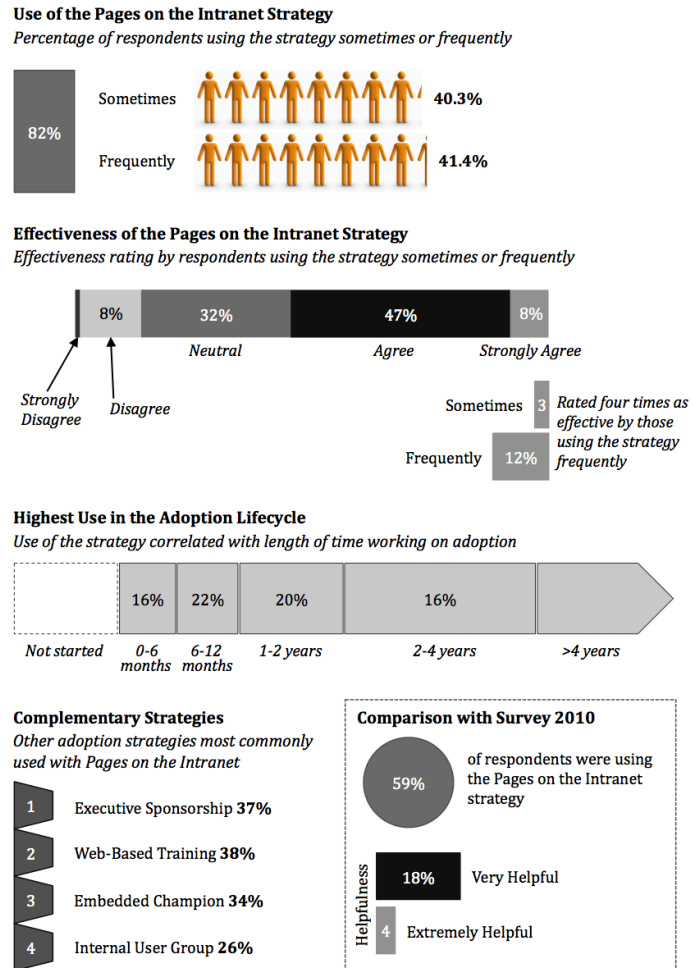 Use of the Pages on the Intranet Strategy
Percentage of respondents using the strategy sometimes or frequently
82%
Sometimes
40.3%
Frequently
41.4%
Effectiveness of the Pages on the Intranet Strategy
Effectiveness rating by respondents using the strategy sometimes or frequently
8%
32%
47%
8%
Neutral
Agree
Strongly Agree
Strongly
Disagree
Disagree
Sometimes
3
Frequently
12%
Rated four times as
effective by those
using the strategy
frequently
Highest Use in the Adoption Lifecycle
Use of the strategy correlated with length of time working on adoption
16%
22%
20%
16%
Not started
0-6
months
6-12
months
1-2 years
2-4 years
>4 years
Complementary Strategies
Other adoption strategies most commonly
used with Pages on the Intranet
1
Executive Sponsorship 37%
2
Web-Based Training 38%
3
Embedded Champion 34%
4
Internal User Group 26%
Comparison with Survey 2010
59%
of respondents were using
the Pages on the Intranet
strategy
Helpfulness
18%
Very Helpful
4
Extremely Helpful